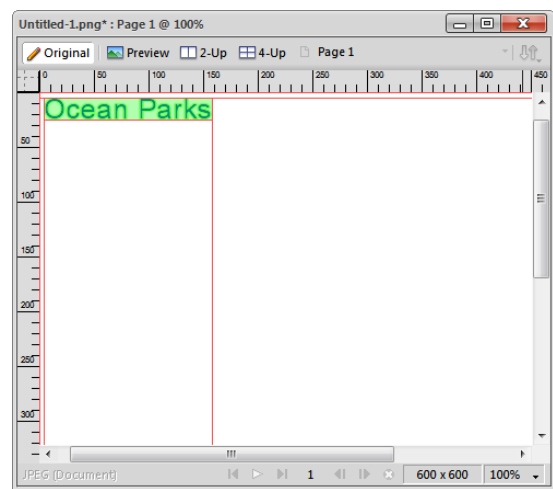 Untitled-1.png* : Page 1 @ 100%
Original Preview 2-Up 4-Up Page 1
0 50 100 150 200 250 300 350 400 450
Ocean Parks
50
100
150
200
250
300
JPEG (Document) 1 600 x 600 100%